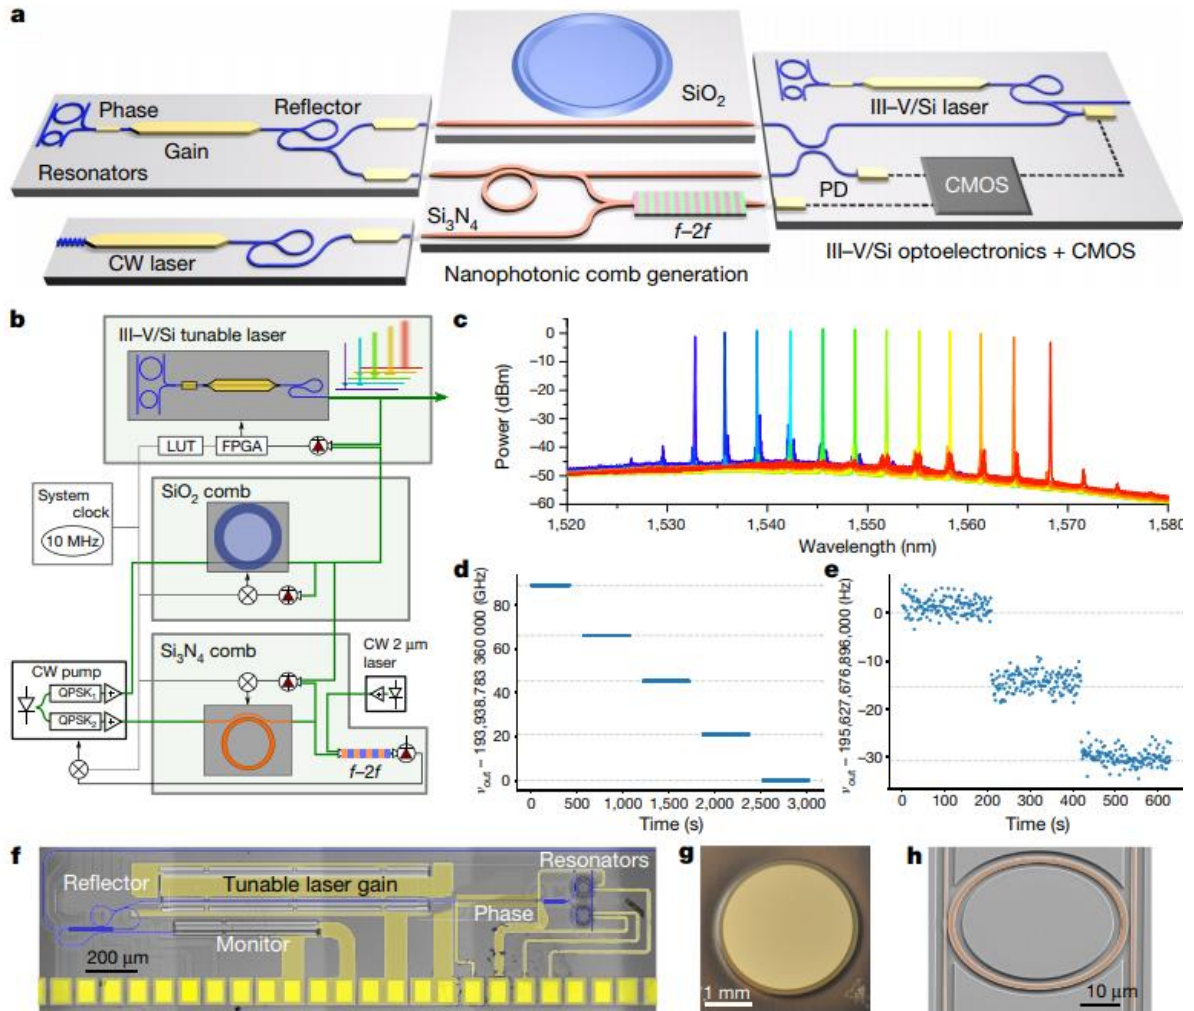 a
Phase
Reflector
Gain
Resonators
CW laser
SiO2
Si3N4
f–2f
Nanophotonic comb generation
III–V/Si laser
PD
CMOS
III–V/Si optoelectronics + CMOS
b
III–V/Si tunable laser
LUT
FPGA
System
clock
10 MHz
SiO2 comb
Si3N4 comb
CW 2 μm
laser
CW pump
QPSK1
QPSK2
f–2f
c
Power (dBm)
0
−10
−20
−30
−40
−50
−60
1,520
1,530
1,540
1,550
1,560
1,570
1,580
Wavelength (nm)
d
νout − 193,938.783 360 000 (GHz)
80
60
40
20
0
0
500
1,000
1,500
2,000
2,500
3,000
Time (s)
e
νout − 195,627,676,896,000 (Hz)
0
−10
−20
−30
0
100
200
300
400
500
600
Time (s)
f
Reflector
Tunable laser gain
Resonators
Phase
Monitor
200 μm
g
1 mm
h
10 μm